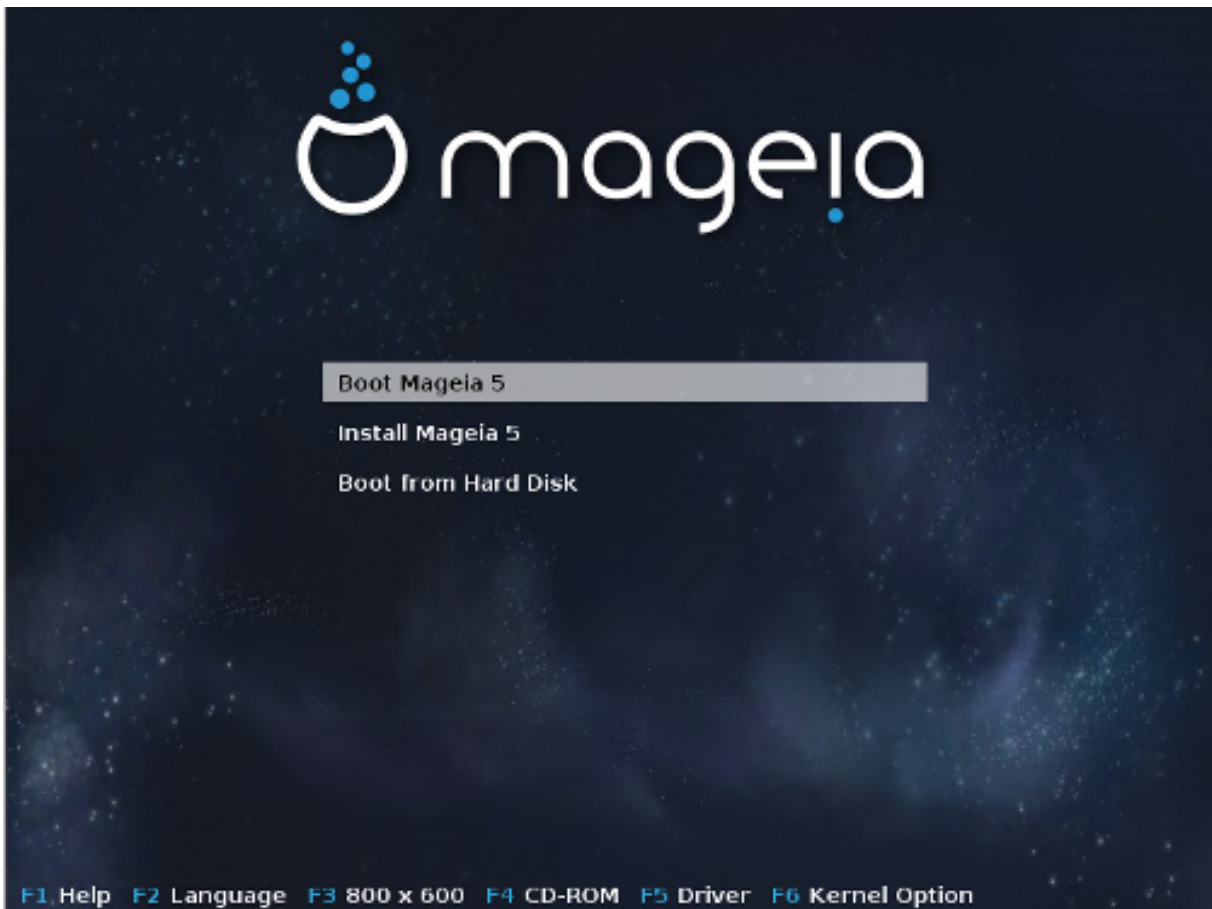 mageia
Boot Mageia 5
Install Mageia 5
Boot from Hard Disk
F1 Help F2 Language F3 800 x 600 F4 CD-ROM F5 Driver F6 Kernel Option